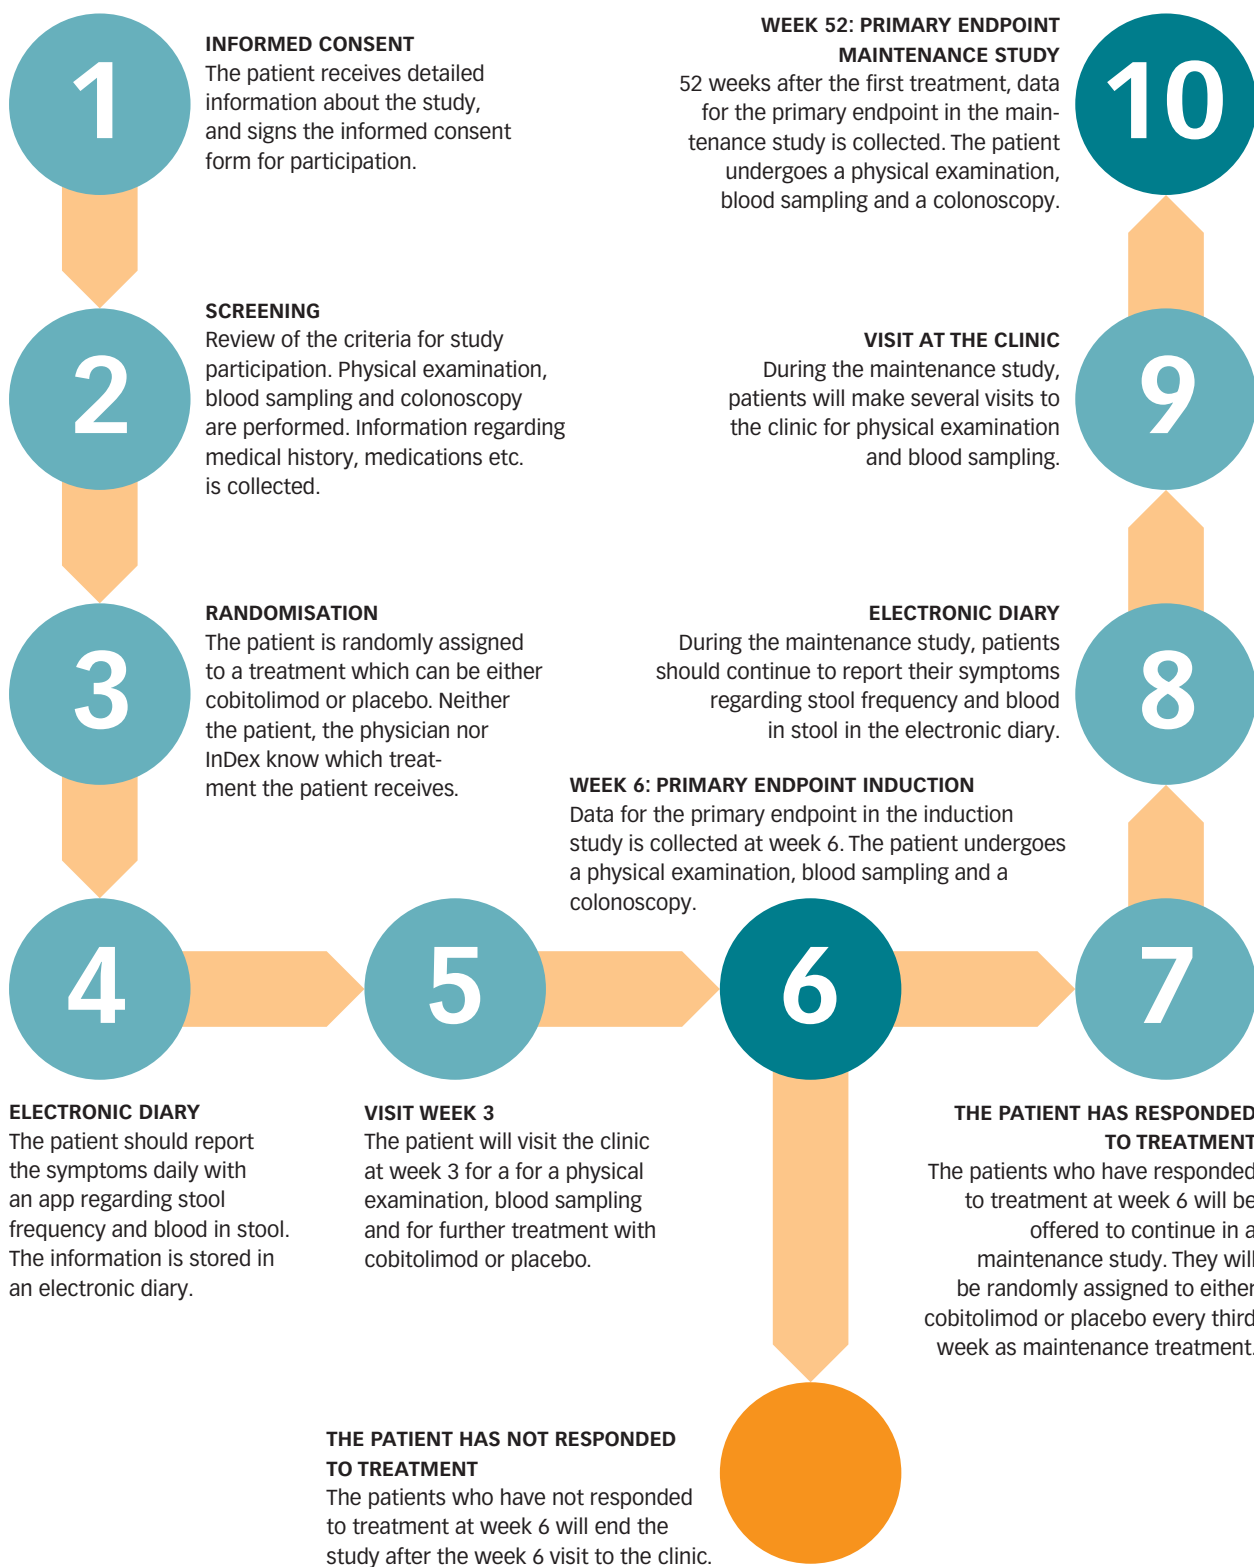 1
INFORMED CONSENT
The patient receives detailed
information about the study,
and signs the informed consent
form for participation.
2
SCREENING
Review of the criteria for study
participation. Physical examination,
blood sampling and colonoscopy
are performed. Information regarding
medical history, medications etc.
is collected.
3
RANDOMISATION
The patient is randomly assigned
to a treatment which can be either
cobitolimod or placebo. Neither
the patient, the physician nor
InDex know which treat-
ment the patient receives.
4
ELECTRONIC DIARY
The patient should report
the symptoms daily with
an app regarding stool
frequency and blood in stool.
The information is stored in
an electronic diary.
5
VISIT WEEK 3
The patient will visit the clinic
at week 3 for a for a physical
examination, blood sampling
and for further treatment with
cobitolimod or placebo.
WEEK 6: PRIMARY ENDPOINT INDUCTION
Data for the primary endpoint in the induction
study is collected at week 6. The patient undergoes
a physical examination, blood sampling and a
colonoscopy.
6
THE PATIENT HAS NOT RESPONDED
TO TREATMENT
The patients who have not responded
to treatment at week 6 will end the
study after the week 6 visit to the clinic.
7
THE PATIENT HAS RESPONDED
TO TREATMENT
The patients who have responded
to treatment at week 6 will be
offered to continue in a
maintenance study. They will
be randomly assigned to either
cobitolimod or placebo every third
week as maintenance treatment.
8
ELECTRONIC DIARY
During the maintenance study, patients
should continue to report their symptoms
regarding stool frequency and blood
in stool in the electronic diary.
9
VISIT AT THE CLINIC
During the maintenance study,
patients will make several visits to
the clinic for physical examination
and blood sampling.
10
WEEK 52: PRIMARY ENDPOINT
MAINTENANCE STUDY
52 weeks after the first treatment, data
for the primary endpoint in the main-
tenance study is collected. The patient
undergoes a physical examination,
blood sampling and a colonoscopy.